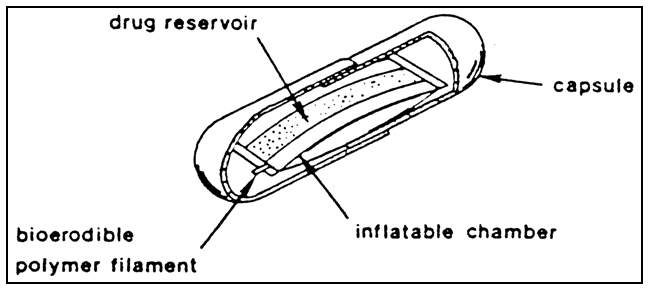 drug reservoir
capsule
inflatable chamber
bioerodible
polymer filament